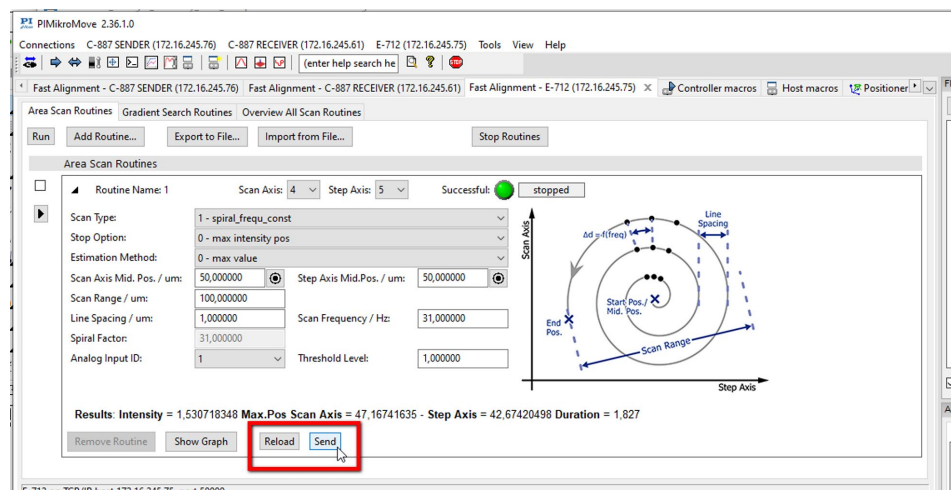 PI PIMikroMove 2.36.1.0
Connections C-887 SENDER (172.16.245.76) C-887 RECEIVER (172.16.245.61) E-712 (172.16.245.75) Tools View Help
(enter help search he STOP
Fast Alignment - C-887 SENDER (172.16.245.76) Fast Alignment - C-887 RECEIVER (172.16.245.61) Fast Alignment - E-712 (172.16.245.75) Controller macros Host macros Positioner
Area Scan Routines Gradient Search Routines Overview All Scan Routines
Run Add Routine... Export to File... Import from File... Stop Routines
Area Scan Routines
Routine Name: 1 Scan Axis: 4 Step Axis: 5 Successful: stopped
Scan Type: 1 - spiral_frequ_const
Stop Option: 0 - max intensity pos
Estimation Method: 0 - max value
Scan Axis Mid. Pos. / um: 50,000000 Step Axis Mid.Pos. / um: 50,000000
Scan Range / um: 100,000000
Line Spacing / um: 1,000000 Scan Frequency / Hz: 31,000000
Spiral Factor: 31,000000
Analog Input ID: 1 Threshold Level: 1,000000
Scan Axis
Δd =f(freq)
Line
Spacing
Start Pos./
Mid. Pos.
End
Pos.
Scan Range
Step Axis
Results: Intensity = 1,530718348 Max.Pos Scan Axis = 47,16741635 - Step Axis = 42,67420498 Duration = 1,827
Remove Routine Show Graph Reload Send